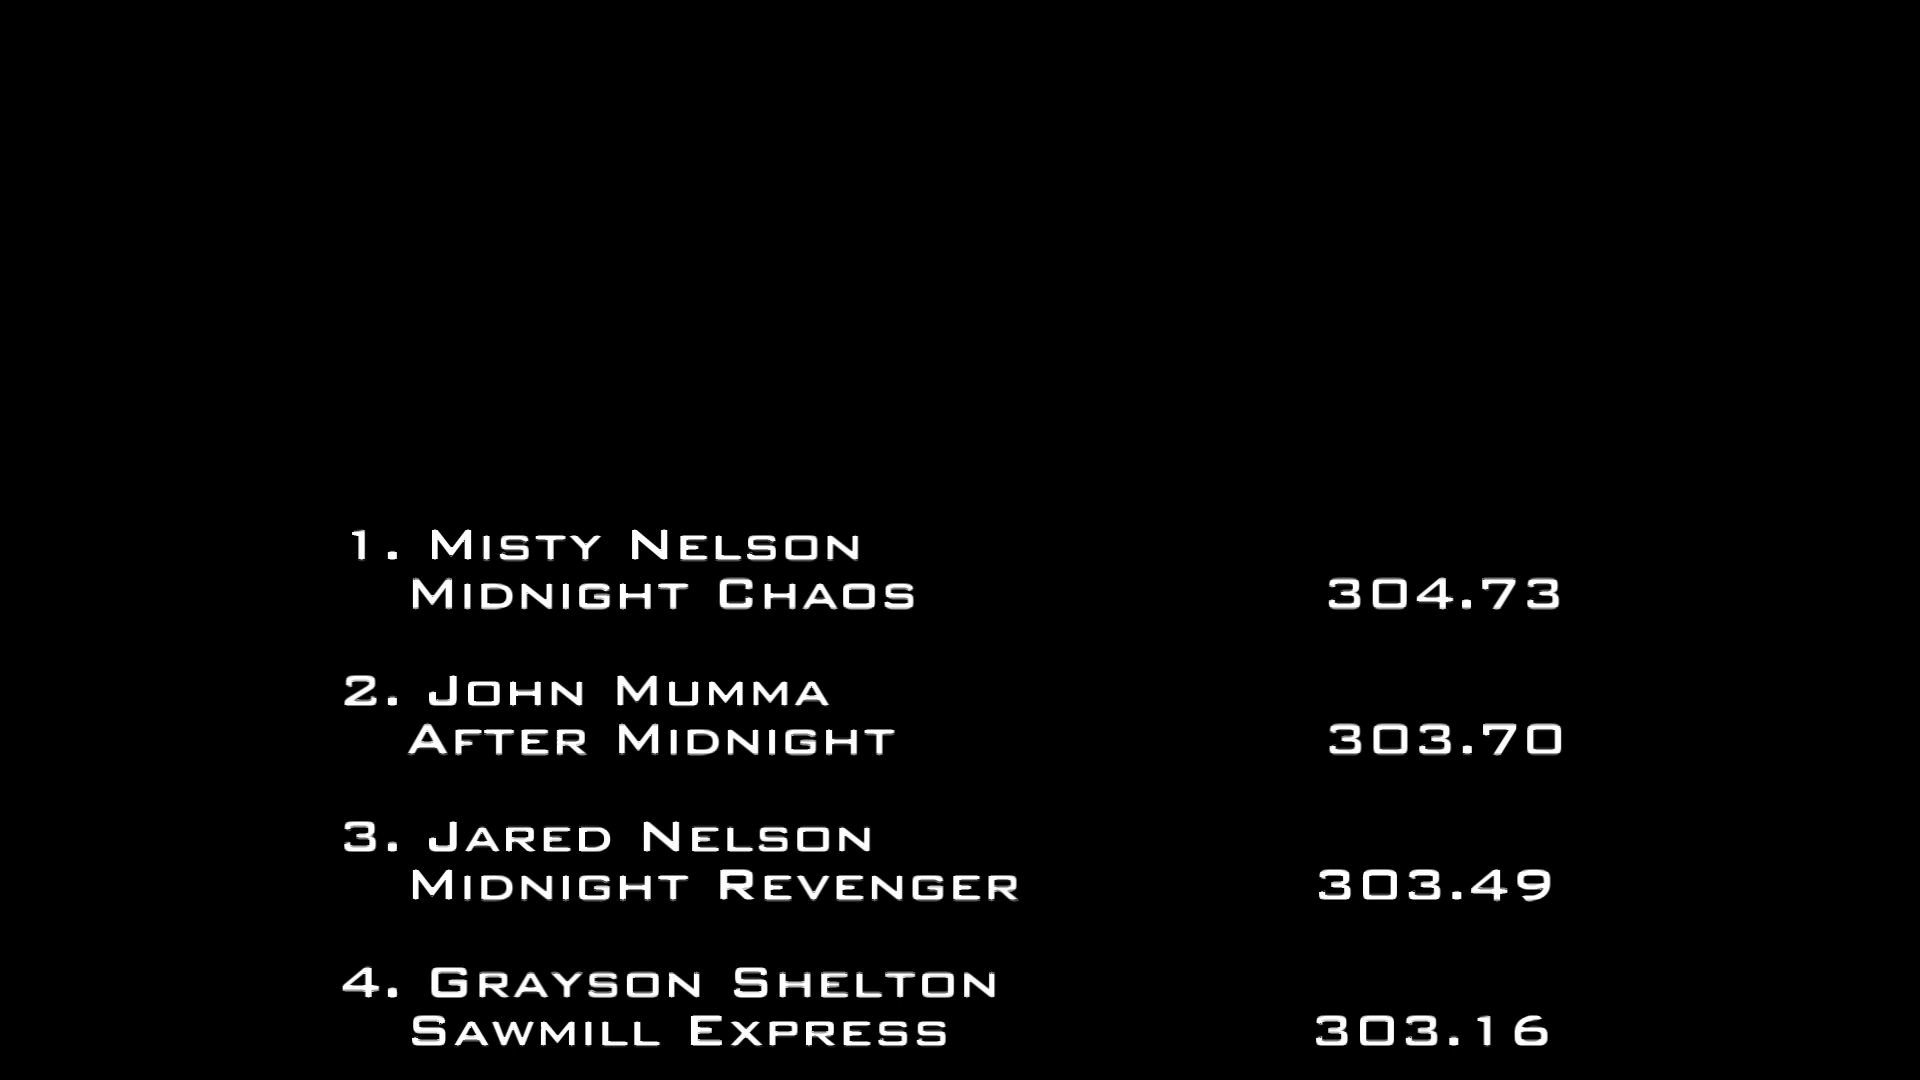 1. Misty Nelson
Midnight Chaos 304.73
2. John Mumma
After Midnight 303.70
3. Jared Nelson
Midnight Revenger 303.49
4. Grayson Shelton
Sawmill Express 303.16